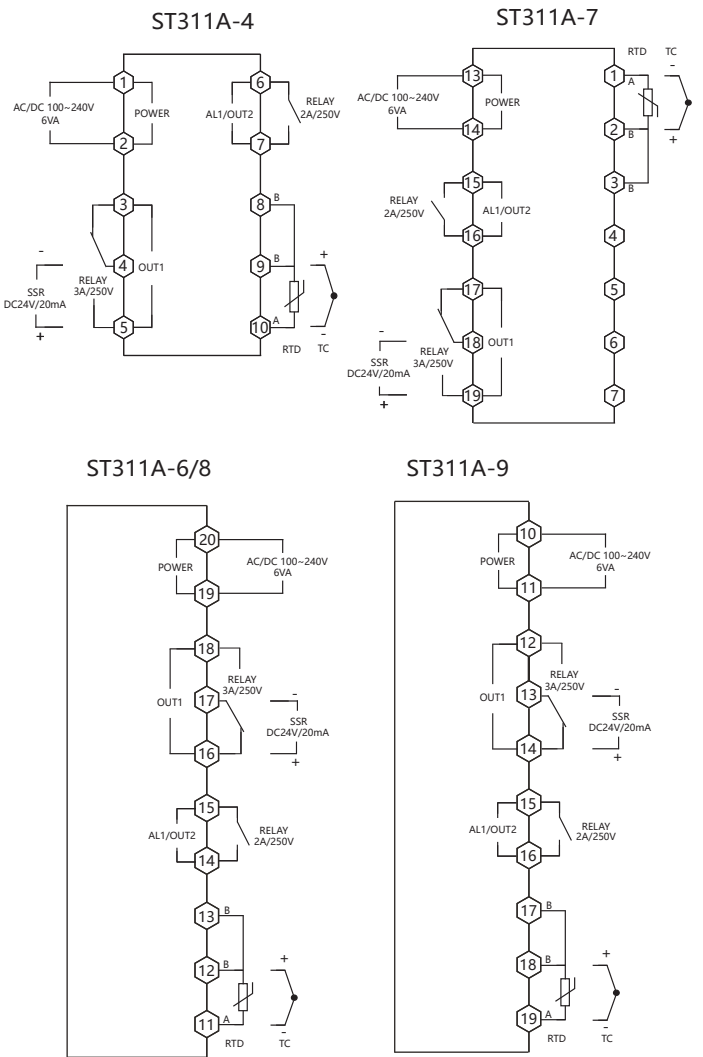 ST311A-4
1
AC/DC 100~240V
6VA
POWER
2
3
4
OUT1
RELAY
3A/250V
-
SSR
DC24V/20mA
+
5
6
AL1/OUT2
RELAY
2A/250V
7
8
B
9
B
10
A
RTD
+
-
TC
ST311A-7
13
AC/DC 100~240V
6VA
POWER
14
15
RELAY
2A/250V
AL1/OUT2
16
17
18
OUT1
-
SSR
DC24V/20mA
+
RELAY
3A/250V
19
RTD
TC
1
A
-
2
B
+
3
B
4
5
6
7
ST311A-6/8
20
POWER
AC/DC 100~240V
6VA
19
18
RELAY
3A/250V
OUT1
17
-
SSR
DC24V/20mA
+
16
15
AL1/OUT2
RELAY
2A/250V
14
13
B
12
B
11
A
RTD
+
-
TC
ST311A-9
10
POWER
AC/DC 100~240V
6VA
11
12
RELAY
3A/250V
OUT1
13
-
SSR
DC24V/20mA
+
14
15
AL1/OUT2
RELAY
2A/250V
16
17
B
18
B
19
A
RTD
+
-
TC